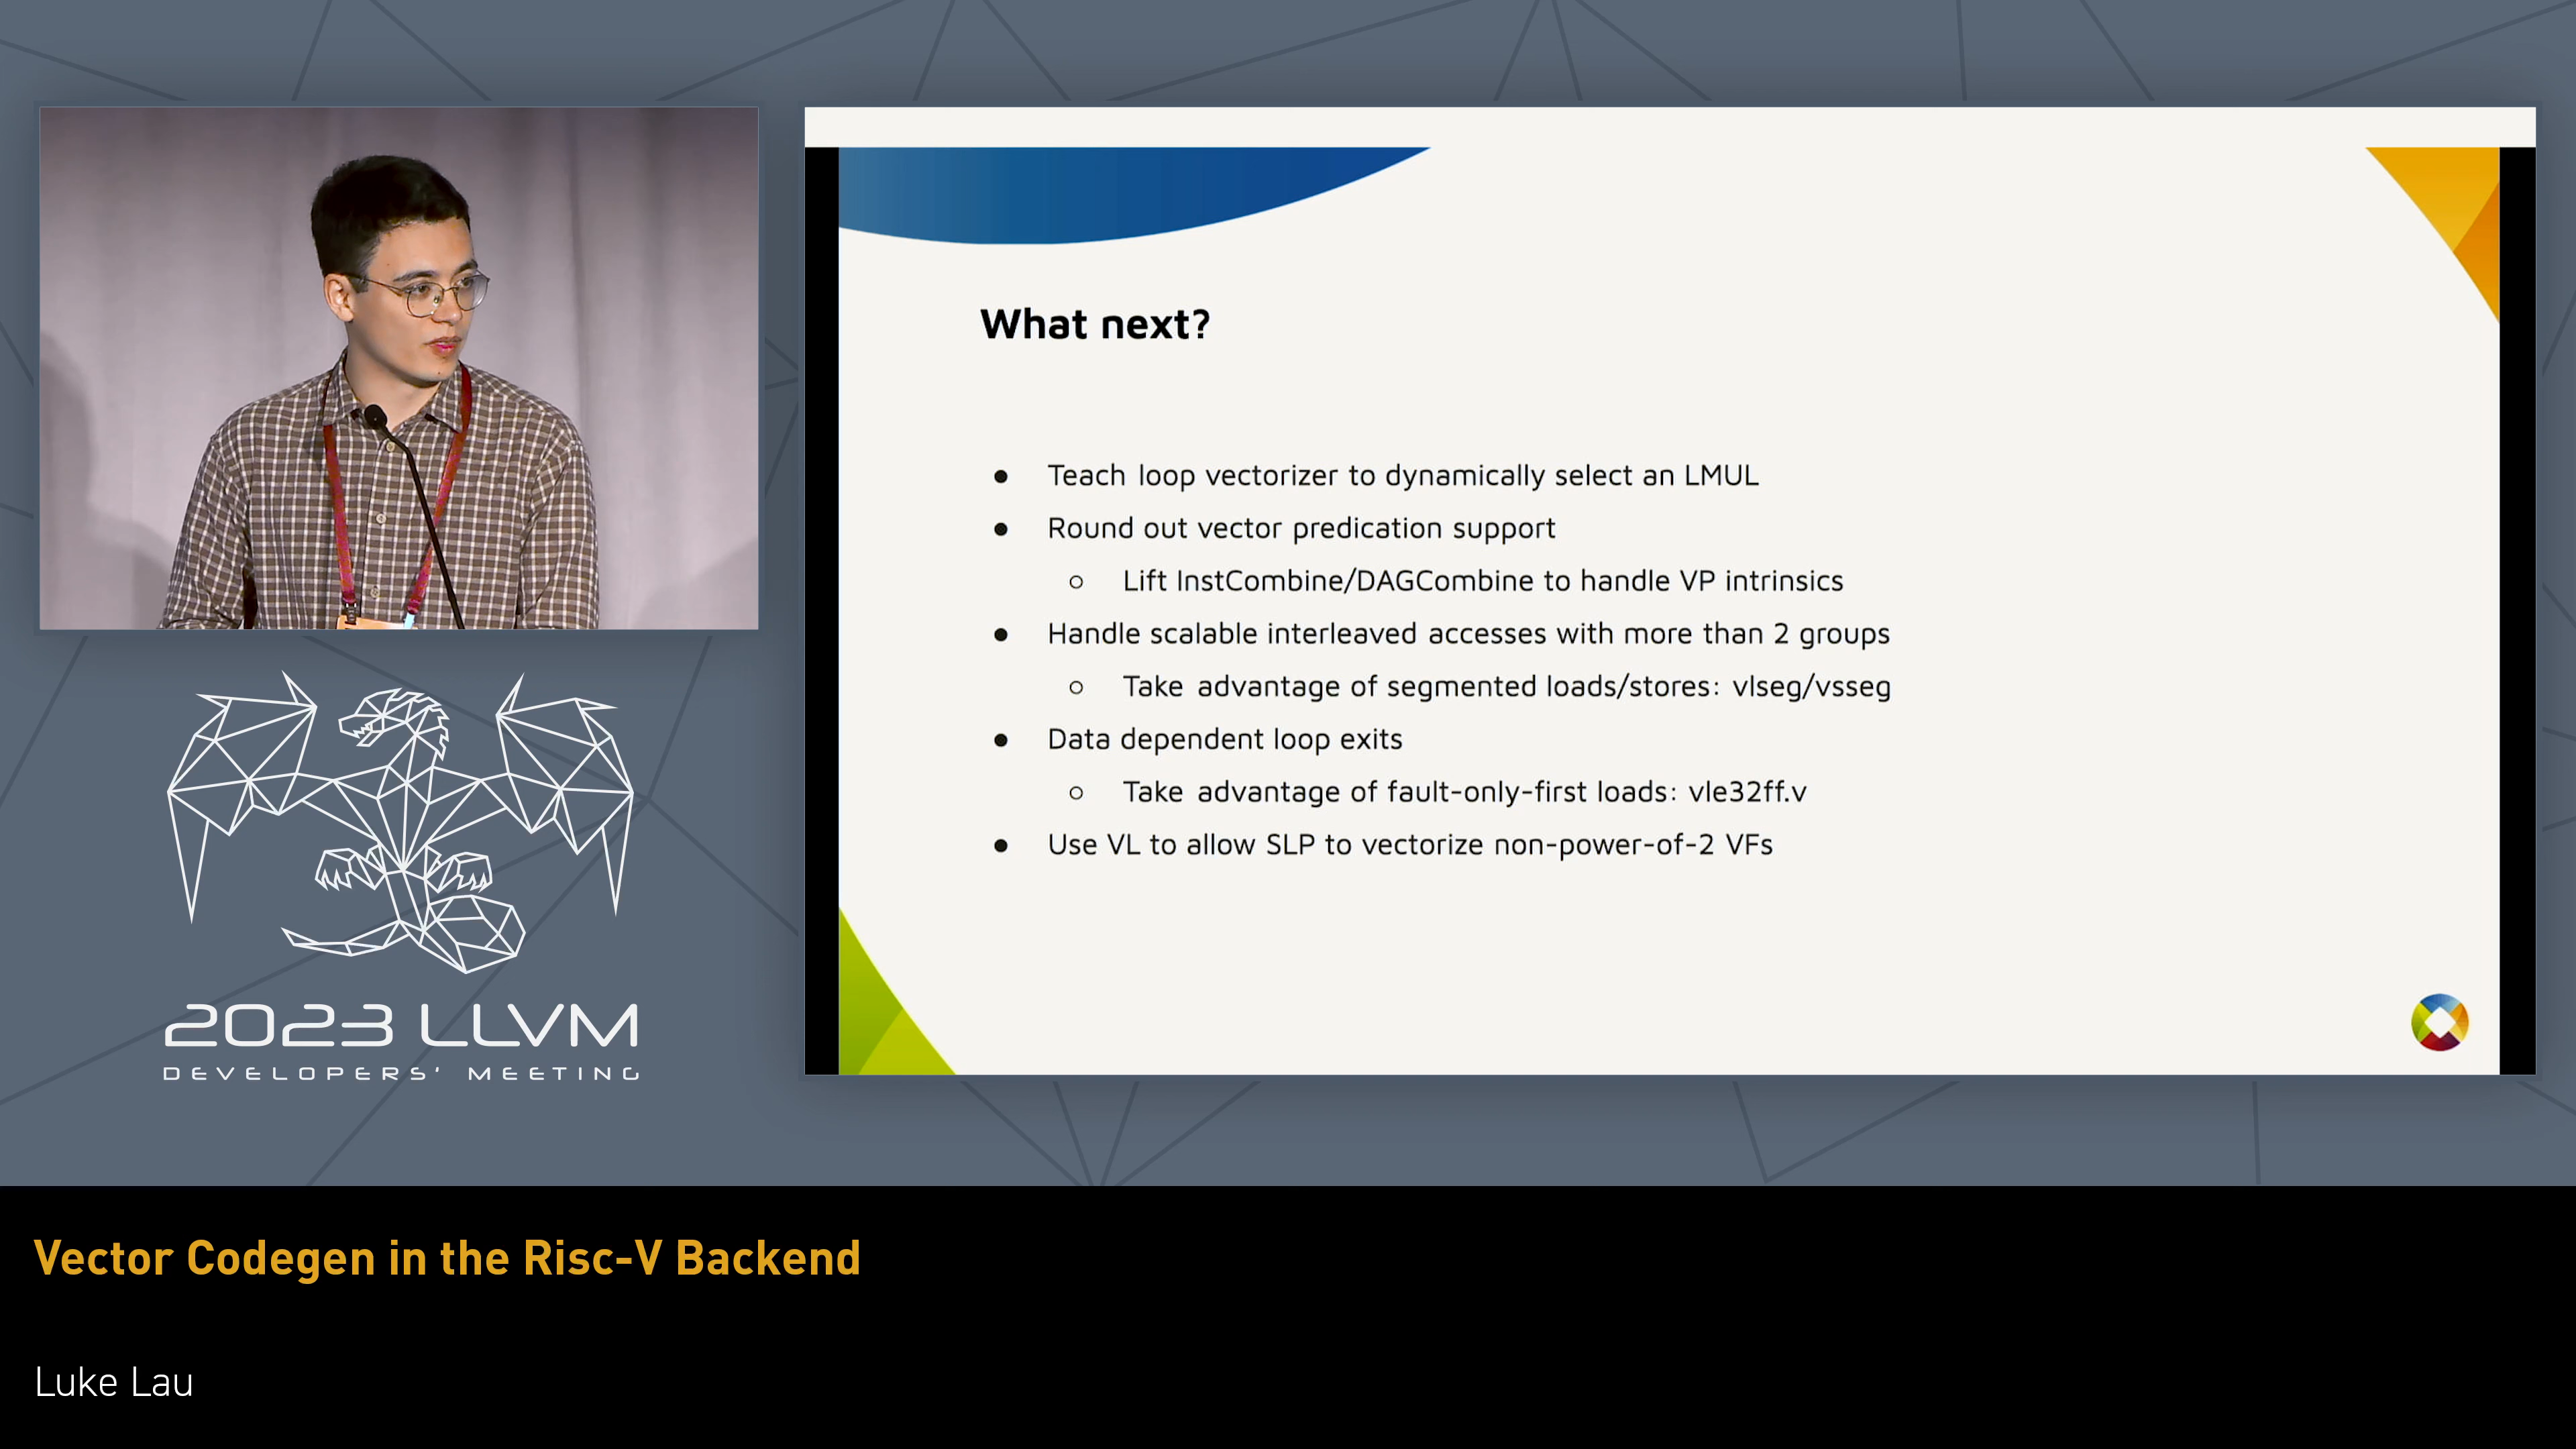 What next?
● Teach loop vectorizer to dynamically select an LMUL
● Round out vector predication support
○ Lift InstCombine/DAGCombine to handle VP intrinsics
● Handle scalable interleaved accesses with more than 2 groups
○ Take advantage of segmented loads/stores: vlseg/vsseg
● Data dependent loop exits
○ Take advantage of fault-only-first loads: vle32ff.v
● Use VL to allow SLP to vectorize non-power-of-2 VFs
2023 LLVM
DEVELOPERS' MEETING
Vector Codegen in the Risc-V Backend
Luke Lau